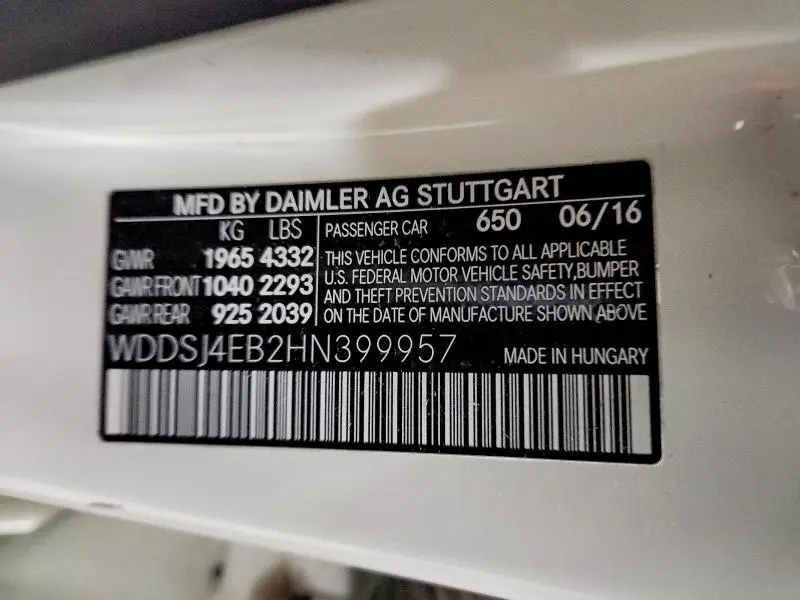 MFD BY DAIMLER AG STUTTGART
KG LBS
GVWR 1965 4332
GAWR FRONT 1040 2293
GAWR REAR 925 2039
PASSENGER CAR 650 06/16
THIS VEHICLE CONFORMS TO ALL APPLICABLE
U.S. FEDERAL MOTOR VEHICLE SAFETY,BUMPER
AND THEFT PREVENTION STANDARDS IN EFFECT
ON THE DATE OF MANUFACTURE SHOWN ABOVE
WDDSJ4EB2HN399957 MADE IN HUNGARY